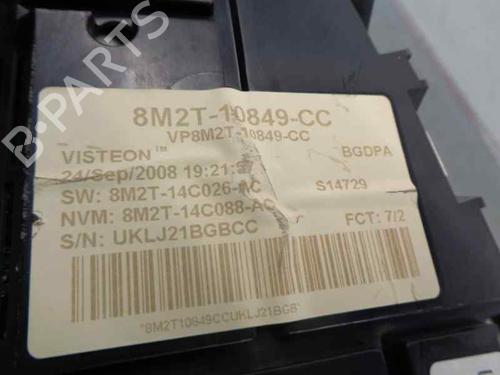 8M2T-10849-CC
VP8M2T-10849-CC
VISTEON™ BGDPA
24/Sep/2008 19:21:
SW: 8M2T-14C026-AC S14729
NVM: 8M2T-14C088-AC
S/N: UKLJ21BGBCC FCT: 7/2
*8M2T10849CCUKLJ21BGB*
B-PARTS